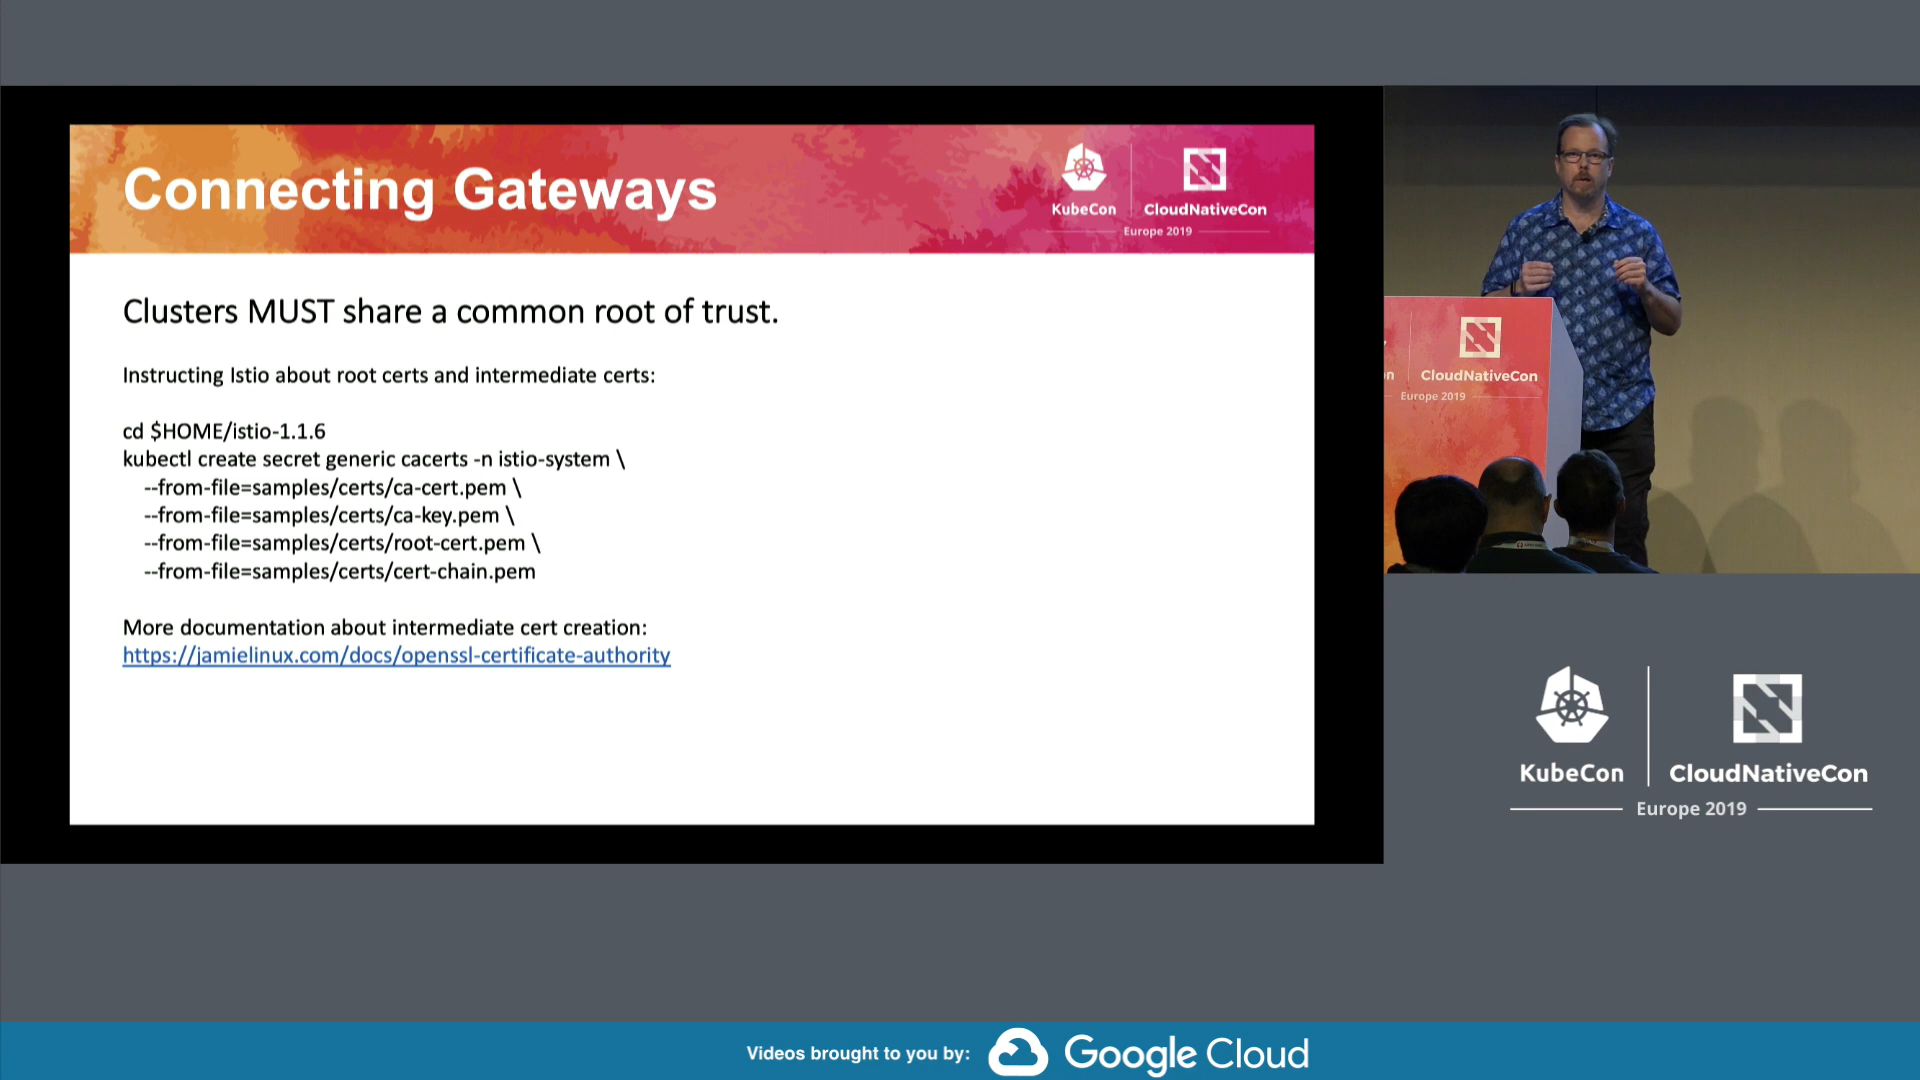 Connecting Gateways
KubeCon
CloudNativeCon
Europe 2019
Clusters MUST share a common root of trust.
Instructing Istio about root certs and intermediate certs:
cd $HOME/istio-1.1.6
kubectl create secret generic cacerts -n istio-system \
--from-file=samples/certs/ca-cert.pem \
--from-file=samples/certs/ca-key.pem \
--from-file=samples/certs/root-cert.pem \
--from-file=samples/certs/cert-chain.pem
More documentation about intermediate cert creation:
https://jamielinux.com/docs/openssl-certificate-authority
n
CloudNativeCon
Europe 2019
KubeCon
CloudNativeCon
Europe 2019
Videos brought to you by:
Google Cloud